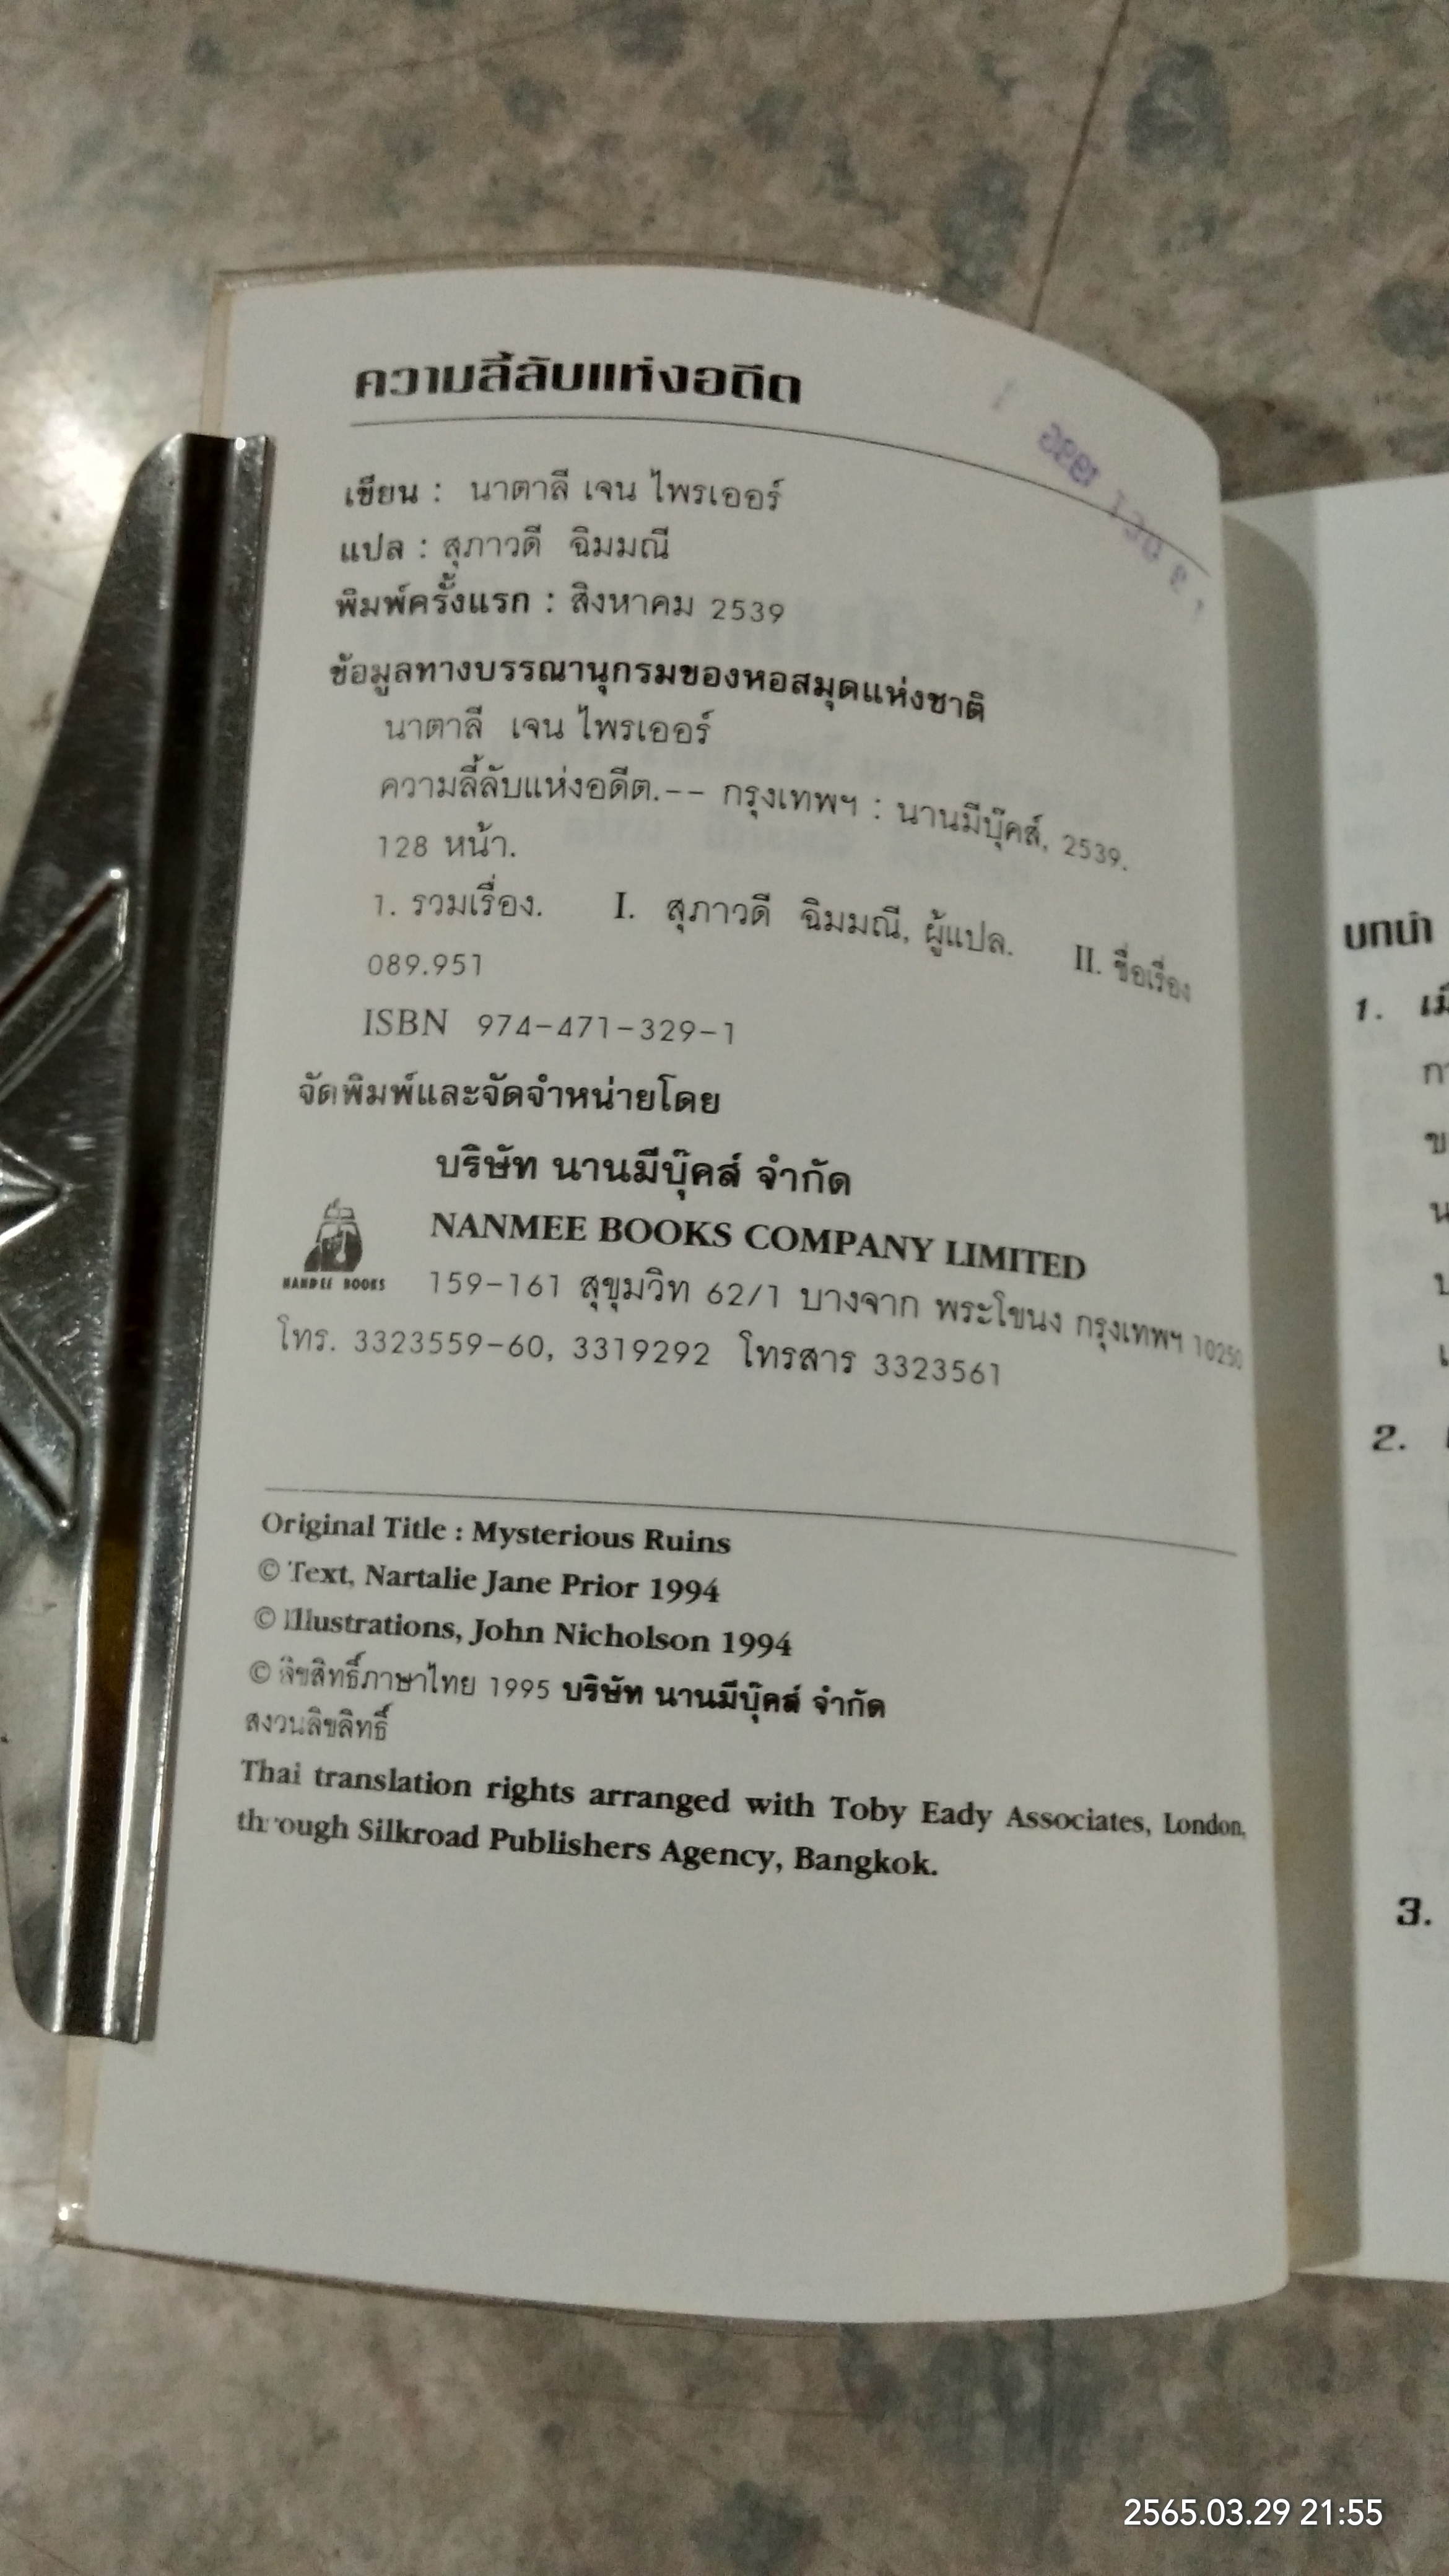 ความลี้ลับแห่งอดีต
เขียน : นาตาลี เจน ไพรเออร์
แปล : สุภาวดี ฉิมมณี
พิมพ์ครั้งแรก : สิงหาคม 2539
ข้อมูลทางบรรณานุกรมของหอสมุดแห่งชาติ
นาตาลี เจน ไพรเออร์
ความลี้ลับแห่งอดีต.-- กรุงเทพฯ : นานมีบุ๊คส์, 2539.
128 หน้า.
1. รวมเรื่อง. I. สุภาวดี ฉิมมณี, ผู้แปล. II. ชื่อเรื่อง
089.951
ISBN 974-471-329-1
จัดพิมพ์และจัดจำหน่ายโดย
บริษัท นานมีบุ๊คส์ จำกัด
NANMEE BOOKS COMPANY LIMITED
NANMEE BOOKS
159-161 สุขุมวิท 62/1 บางจาก พระโขนง กรุงเทพฯ 10250
โทร. 3323559-60, 3319292 โทรสาร 3323561
Original Title : Mysterious Ruins
© Text, Nartalie Jane Prior 1994
© Illustrations, John Nicholson 1994
© ลิขสิทธิ์ภาษาไทย 1995 บริษัท นานมีบุ๊คส์ จำกัด
สงวนลิขสิทธิ์
Thai translation rights arranged with Toby Eady Associates, London,
through Silkroad Publishers Agency, Bangkok.
บทนำ
1.
2.
3.
2565.03.29 21:55